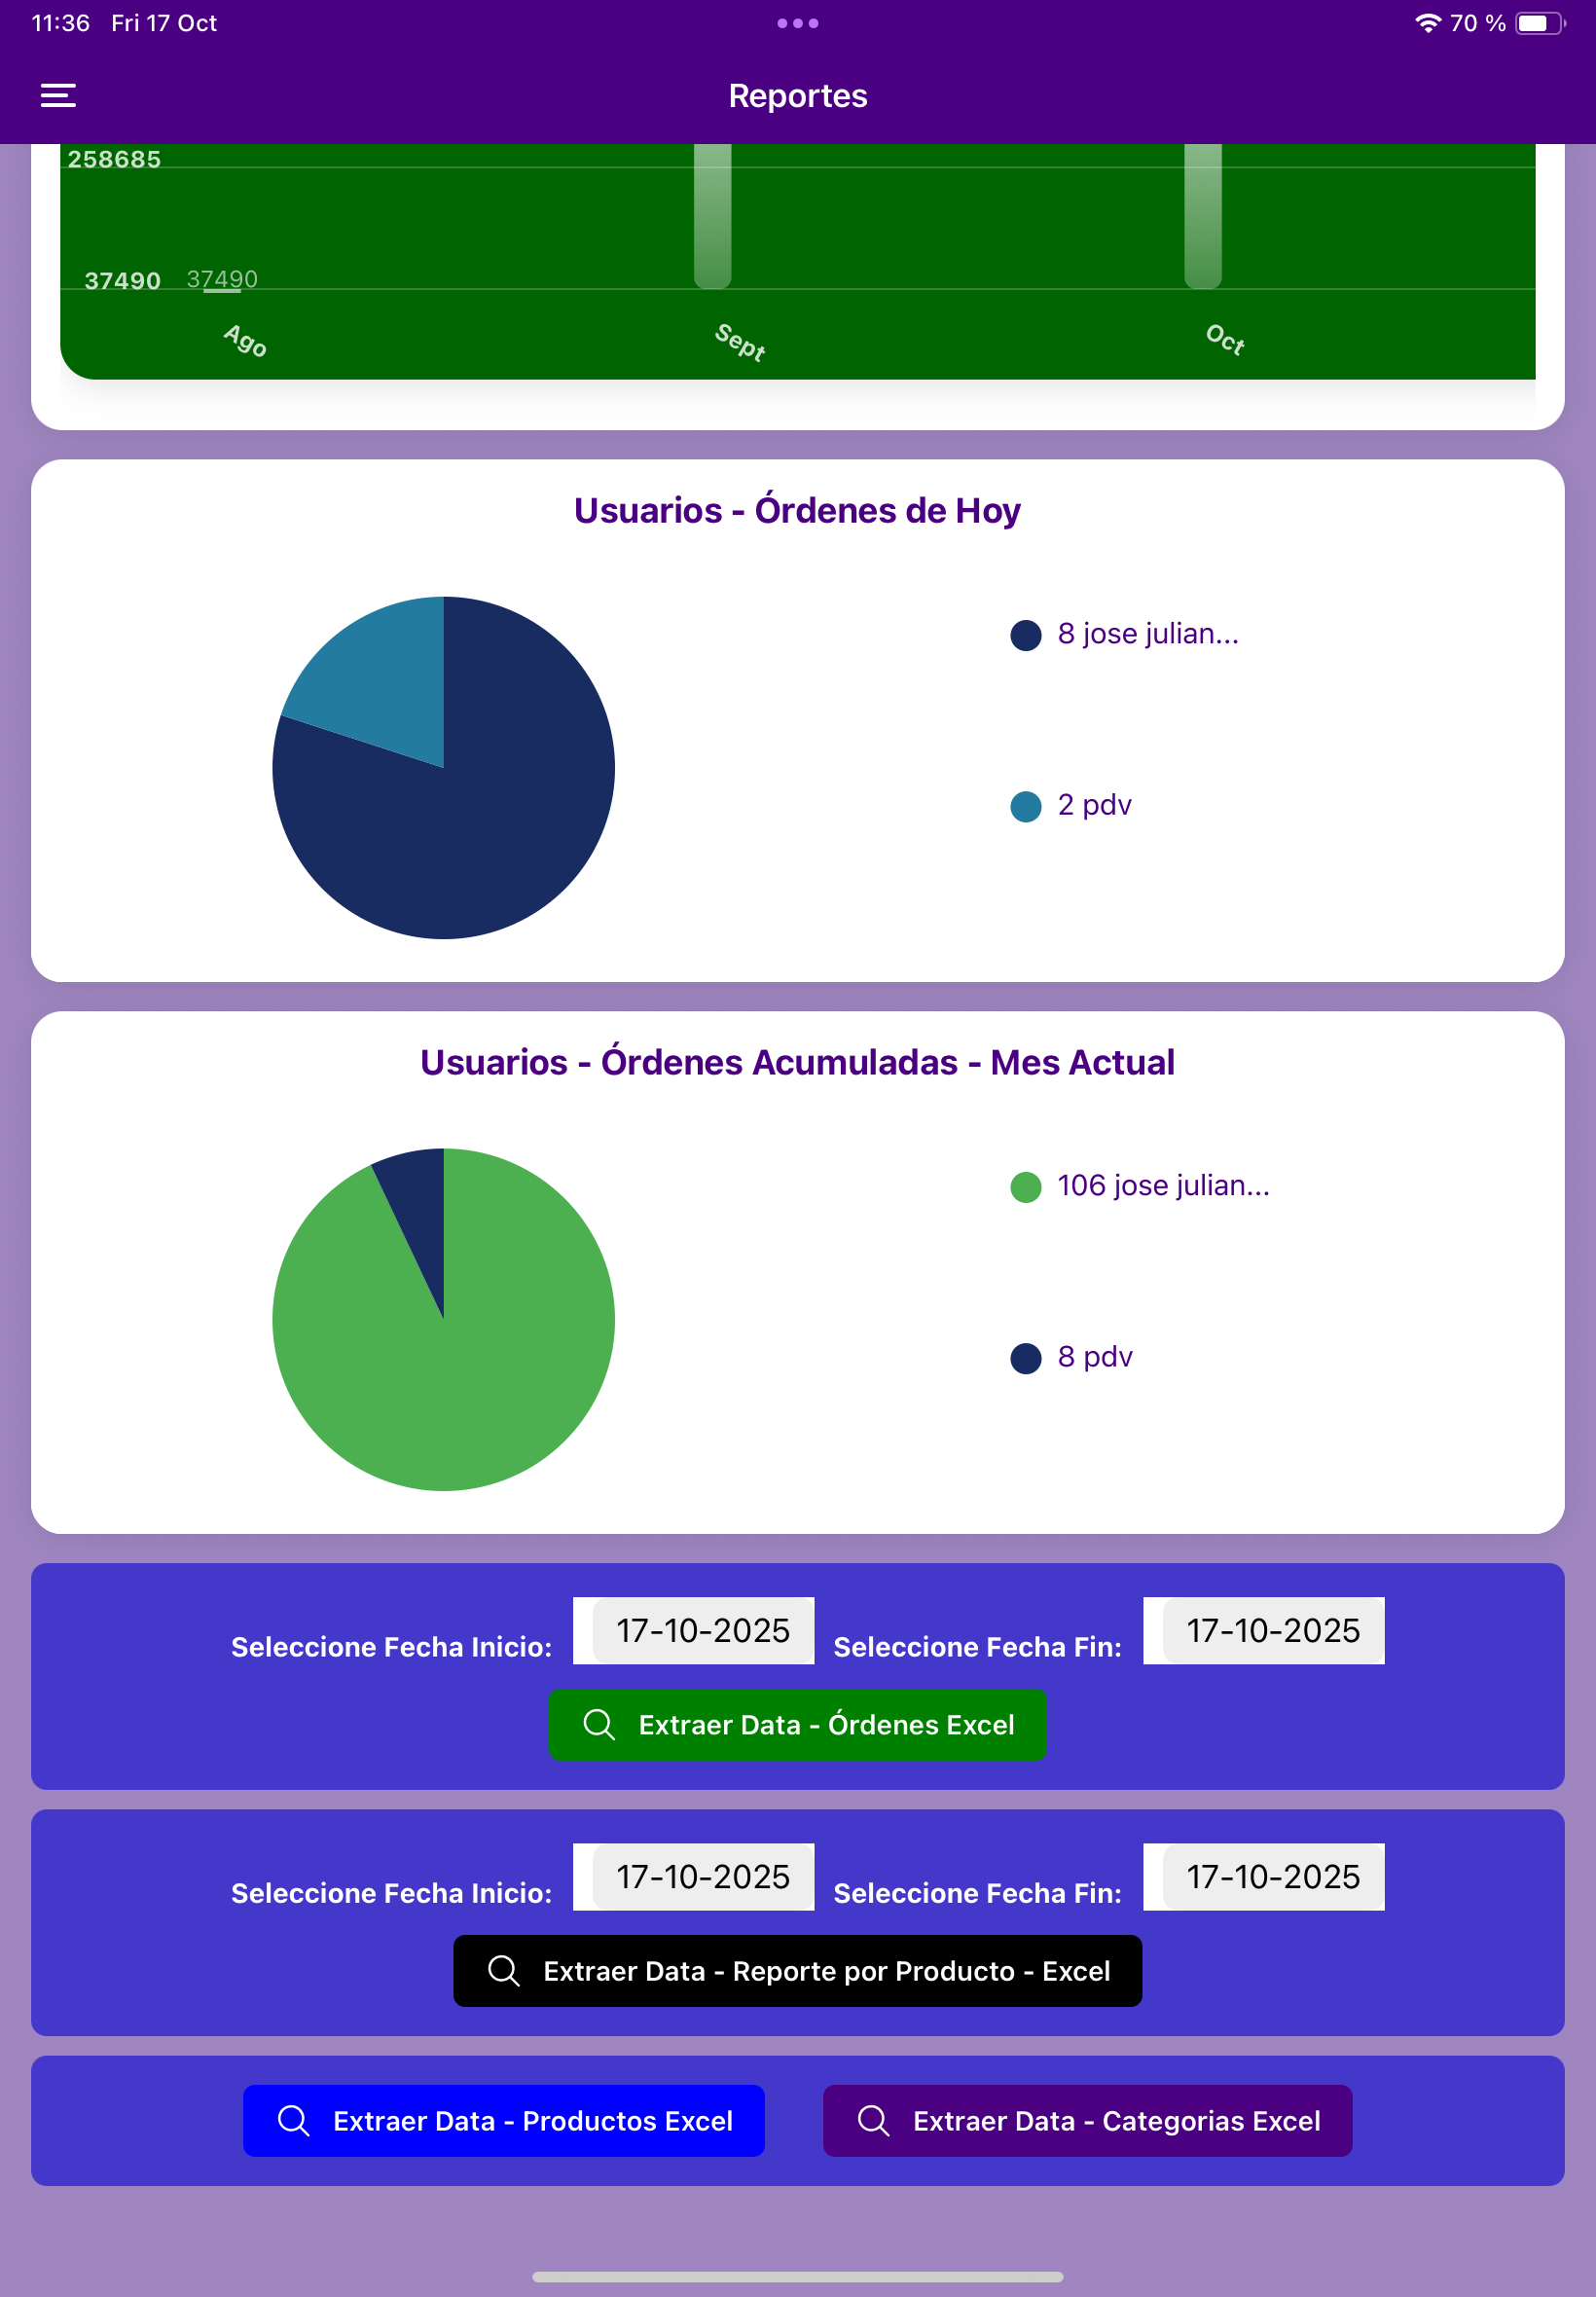 11:36 Fri 17 Oct
70 %
Reportes
258685
37490 37490
Ago Sept Oct
Usuarios - Órdenes de Hoy
8 jose julian...
2 pdv
Usuarios - Órdenes Acumuladas - Mes Actual
106 jose julian...
8 pdv
Seleccione Fecha Inicio: 17-10-2025 Seleccione Fecha Fin: 17-10-2025
Extraer Data - Órdenes Excel
Seleccione Fecha Inicio: 17-10-2025 Seleccione Fecha Fin: 17-10-2025
Extraer Data - Reporte por Producto - Excel
Extraer Data - Productos Excel Extraer Data - Categorias Excel